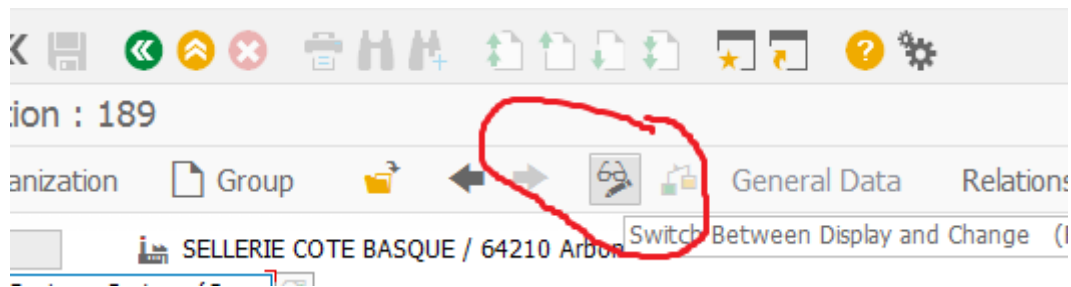 tion : 189
anization Group General Data Relations
SELLERIE COTE BASQUE / 64210 Arbon
Switch Between Display and Change (